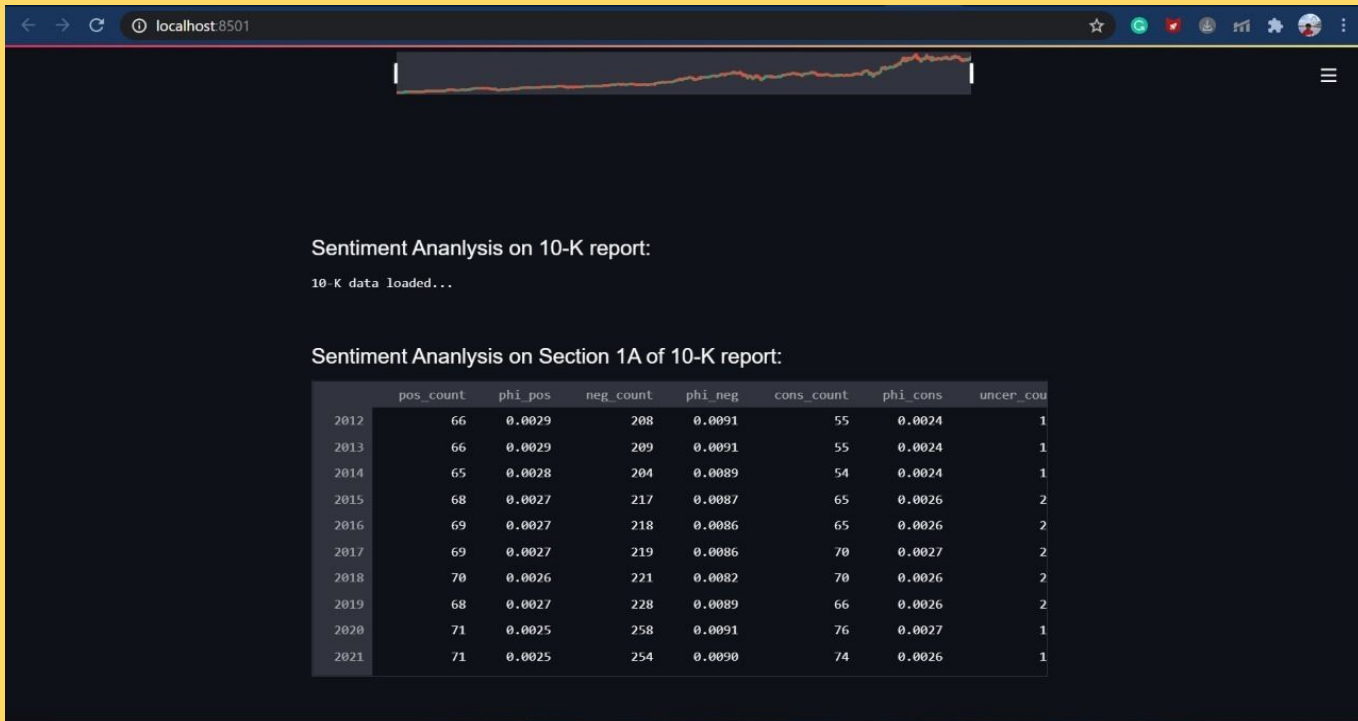 localhost:8501
Sentiment Ananlysis on 10-K report:
10-K data loaded...
Sentiment Ananlysis on Section 1A of 10-K report:
pos_count phi_pos neg_count phi_neg cons_count phi_cons uncer_cou
2012 66 0.0029 208 0.0091 55 0.0024 1
2013 66 0.0029 209 0.0091 55 0.0024 1
2014 65 0.0028 204 0.0089 54 0.0024 1
2015 68 0.0027 217 0.0087 65 0.0026 2
2016 69 0.0027 218 0.0086 65 0.0026 2
2017 69 0.0027 219 0.0086 70 0.0027 2
2018 70 0.0026 221 0.0082 70 0.0026 2
2019 68 0.0027 228 0.0089 66 0.0026 2
2020 71 0.0025 258 0.0091 76 0.0027 1
2021 71 0.0025 254 0.0090 74 0.0026 1